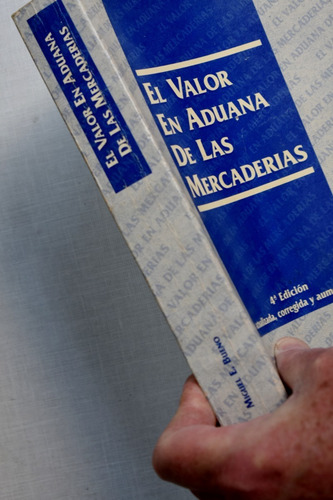 EL VALOR EN ADUANA
DE LAS MERCADERIAS
MIGUEL E. BUENO
EL VALOR
EN ADUANA
DE LAS
MERCADERIAS
4ª Edición
corregida y aum